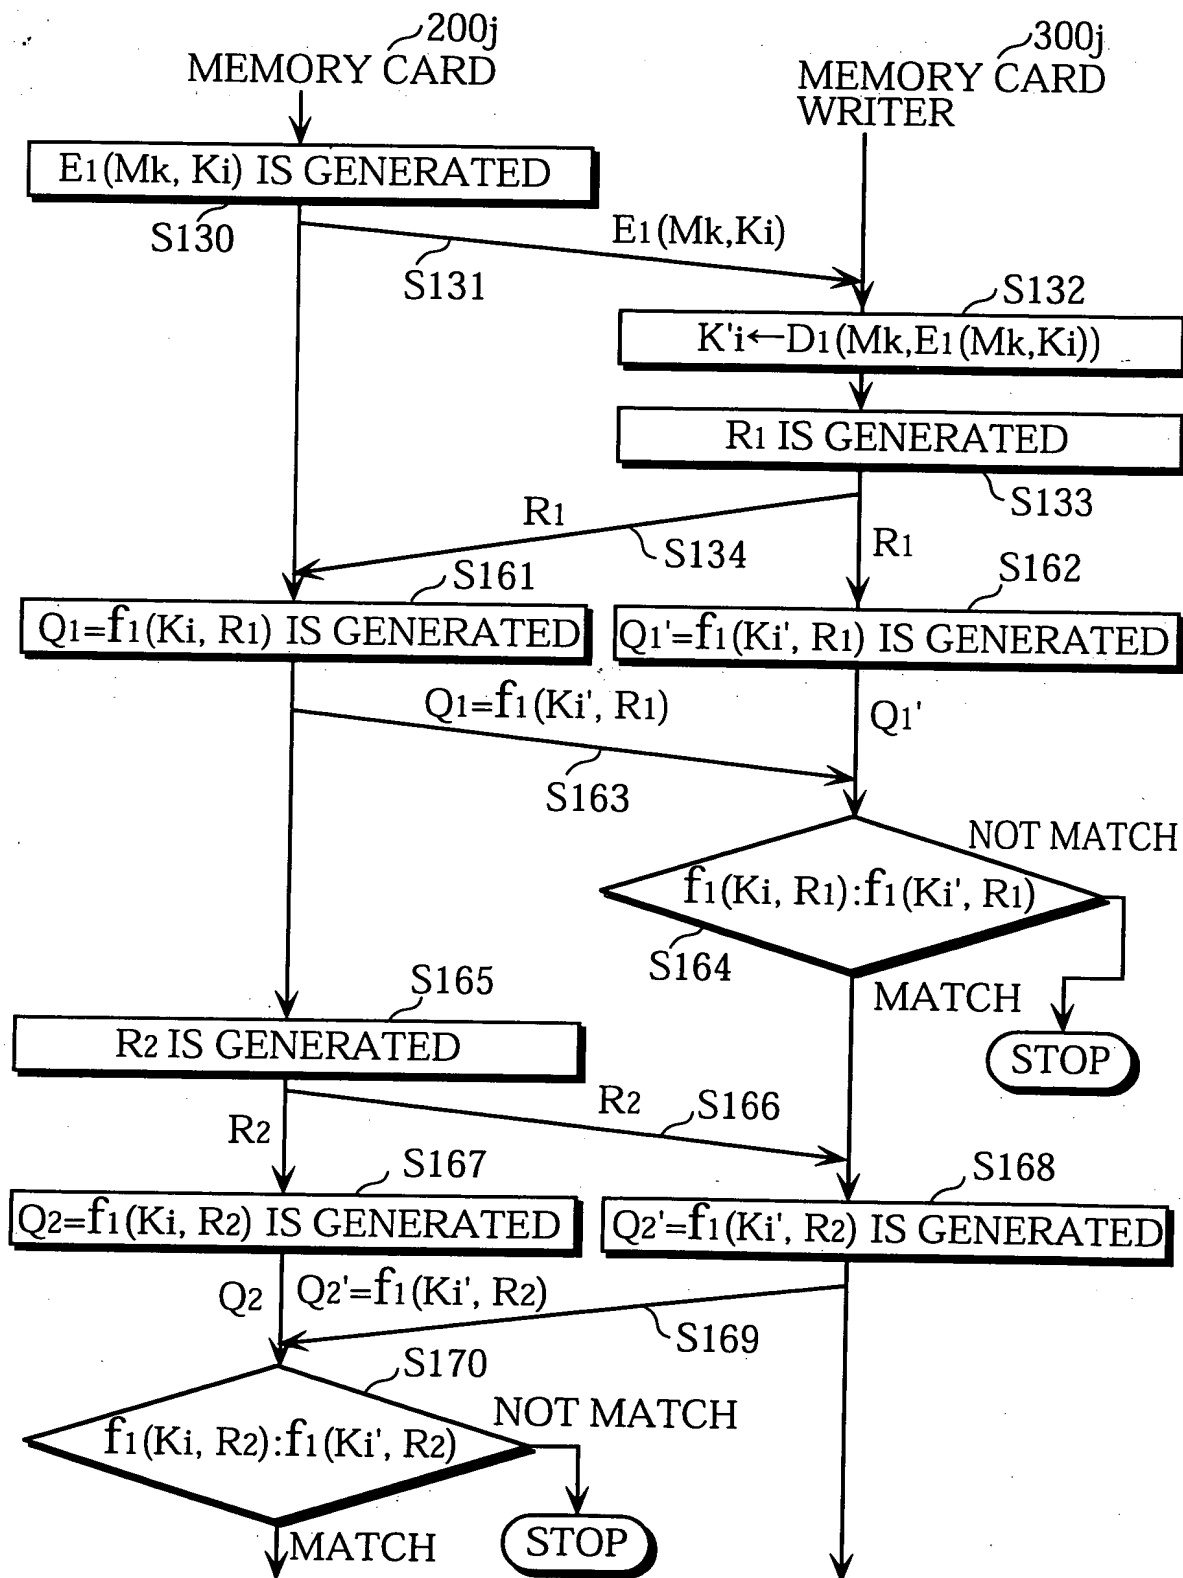 200j
MEMORY CARD
300j
MEMORY CARD
WRITER
E1(Mk, Ki) IS GENERATED
S130
E1(Mk,Ki)
S131
S132
K'i←D1(Mk,E1(Mk,Ki))
R1 IS GENERATED
S133
R1
S134
R1
S161
S162
Q1=f1(Ki, R1) IS GENERATED
Q1'=f1(Ki', R1) IS GENERATED
Q1=f1(Ki', R1)
Q1'
S163
NOT MATCH
f1(Ki, R1):f1(Ki', R1)
S164
MATCH
STOP
S165
R2 IS GENERATED
R2
S166
R2
S167
S168
Q2=f1(Ki, R2) IS GENERATED
Q2'=f1(Ki', R2) IS GENERATED
Q2
Q2'=f1(Ki', R2)
S169
S170
NOT MATCH
f1(Ki, R2):f1(Ki', R2)
STOP
MATCH